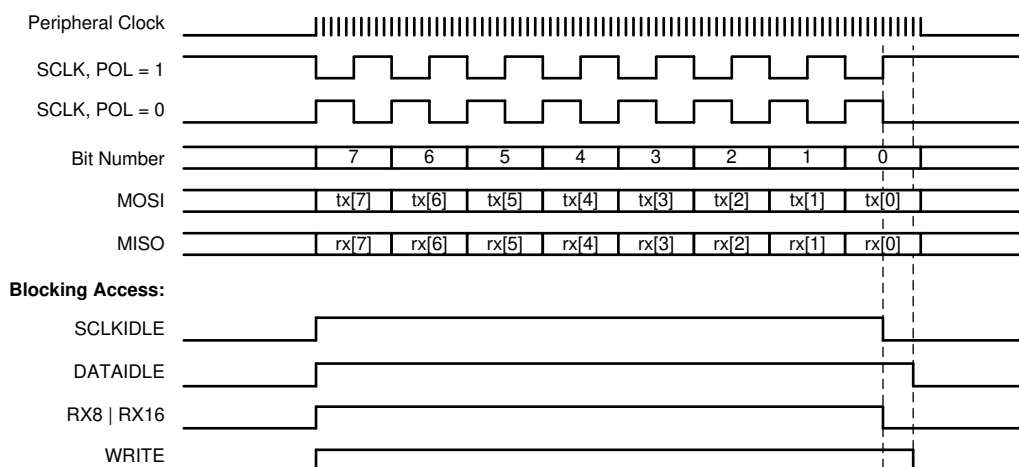 Peripheral Clock
SCLK, POL = 1
SCLK, POL = 0
Bit Number 7 6 5 4 3 2 1 0
MOSI tx[7] tx[6] tx[5] tx[4] tx[3] tx[2] tx[1] tx[0]
MISO rx[7] rx[6] rx[5] rx[4] rx[3] rx[2] rx[1] rx[0]
Blocking Access:
SCLKIDLE
DATAIDLE
RX8 | RX16
WRITE